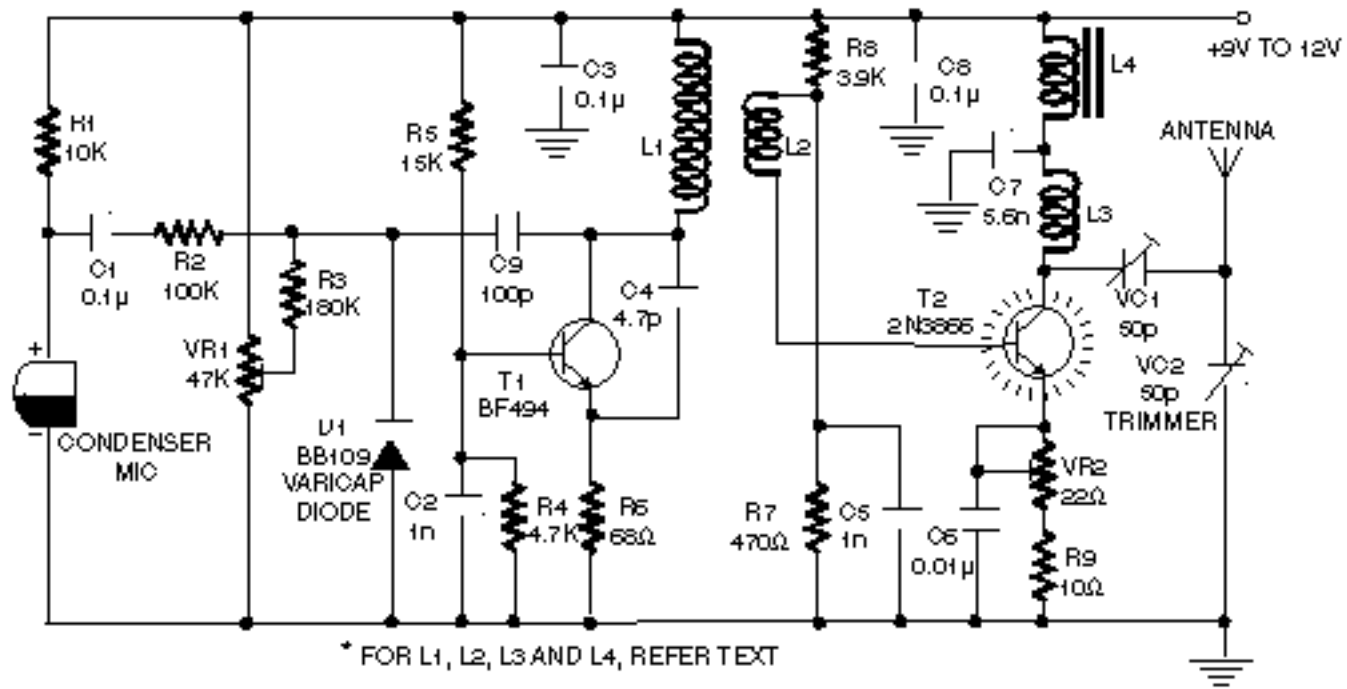 +9V TO 12V
R1
10K
C1
0.1µ
R2
100K
R3
180K
VR1
47K
+
−
CONDENSER
MIC
R5
15K
C3
0.1µ
L1
L2
R8
3.9K
C8
0.1µ
L4
ANTENNA
C7
5.6n
L3
C9
100p
C4
4.7p
T1
BF494
D1
BB109
VARICAP
DIODE
C2
1n
R4
4.7K
R6
68Ω
T2
2N3866
VC1
50p
VC2
50p
TRIMMER
R7
470Ω
C5
1n
C6
0.01µ
VR2
22Ω
R9
10Ω
* FOR L1, L2, L3 AND L4, REFER TEXT